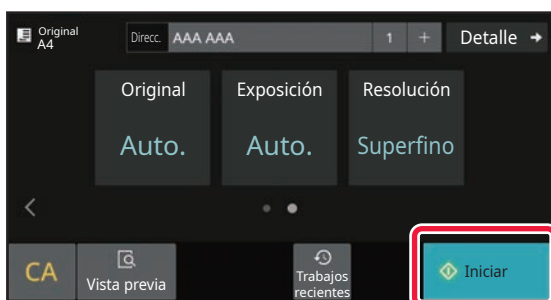 Original
A4
Direcc. AAA AAA 1 + Detalle
Original Exposición Resolución
Auto. Auto. Superfino
CA
Vista previa
Trabajos
recientes
Iniciar